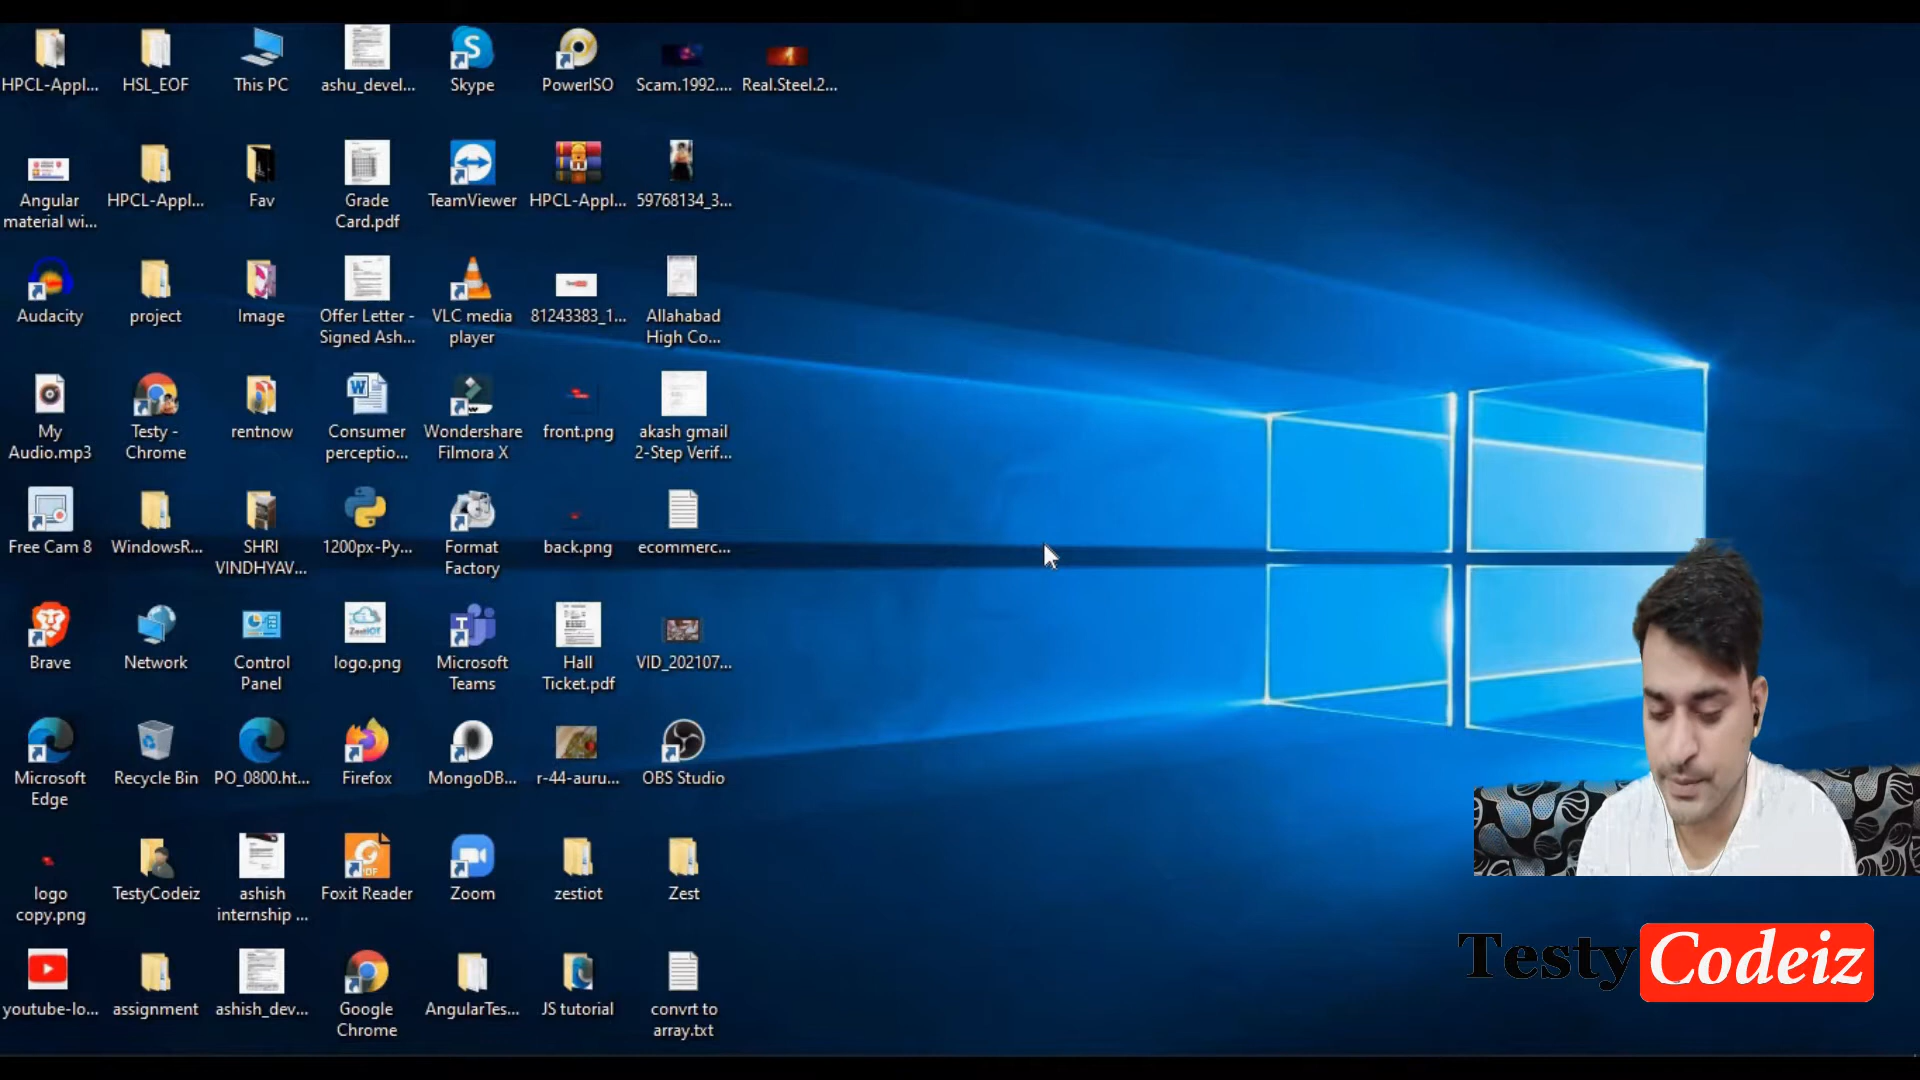 HPCL-Appl...
HSL_EOF
This PC
ashu_devel...
Skype
PowerISO
Scam.1992....
Real.Steel.2...
Angular
material wi...
HPCL-Appl...
Fav
Grade
Card.pdf
TeamViewer
HPCL-Appl...
59768134_3...
Audacity
project
Image
Offer Letter -
Signed Ash...
VLC media
player
81243383_1...
Allahabad
High Co...
My
Audio.mp3
Testy -
Chrome
rentnow
Consumer
perceptio...
Wondershare
Filmora X
front.png
akash gmail
2-Step Verif...
Free Cam 8
WindowsR...
SHRI
VINDHYAV...
1200px-Py...
Format
Factory
back.png
ecommerc...
Brave
Network
Control
Panel
ZestIOT
logo.png
Microsoft
Teams
Hall
Ticket.pdf
VID_202107...
Microsoft
Edge
Recycle Bin
PO_0800.ht...
Firefox
MongoDB...
r-44-auru...
OBS Studio
logo
copy.png
TestyCodeiz
ashish
internship ...
Foxit Reader
Zoom
zestiot
Zest
youtube-lo...
assignment
ashish_dev...
Google
Chrome
AngularTes...
JS tutorial
convrt to
array.txt
Testy Codeiz